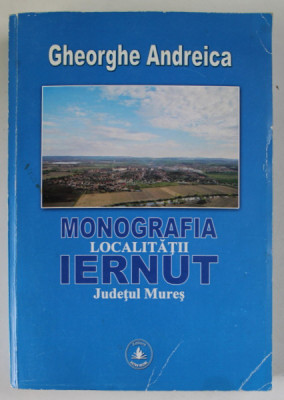 Gheorghe Andreica
MONOGRAFIA
LOCALITĂȚII
IERNUT
Județul Mureș